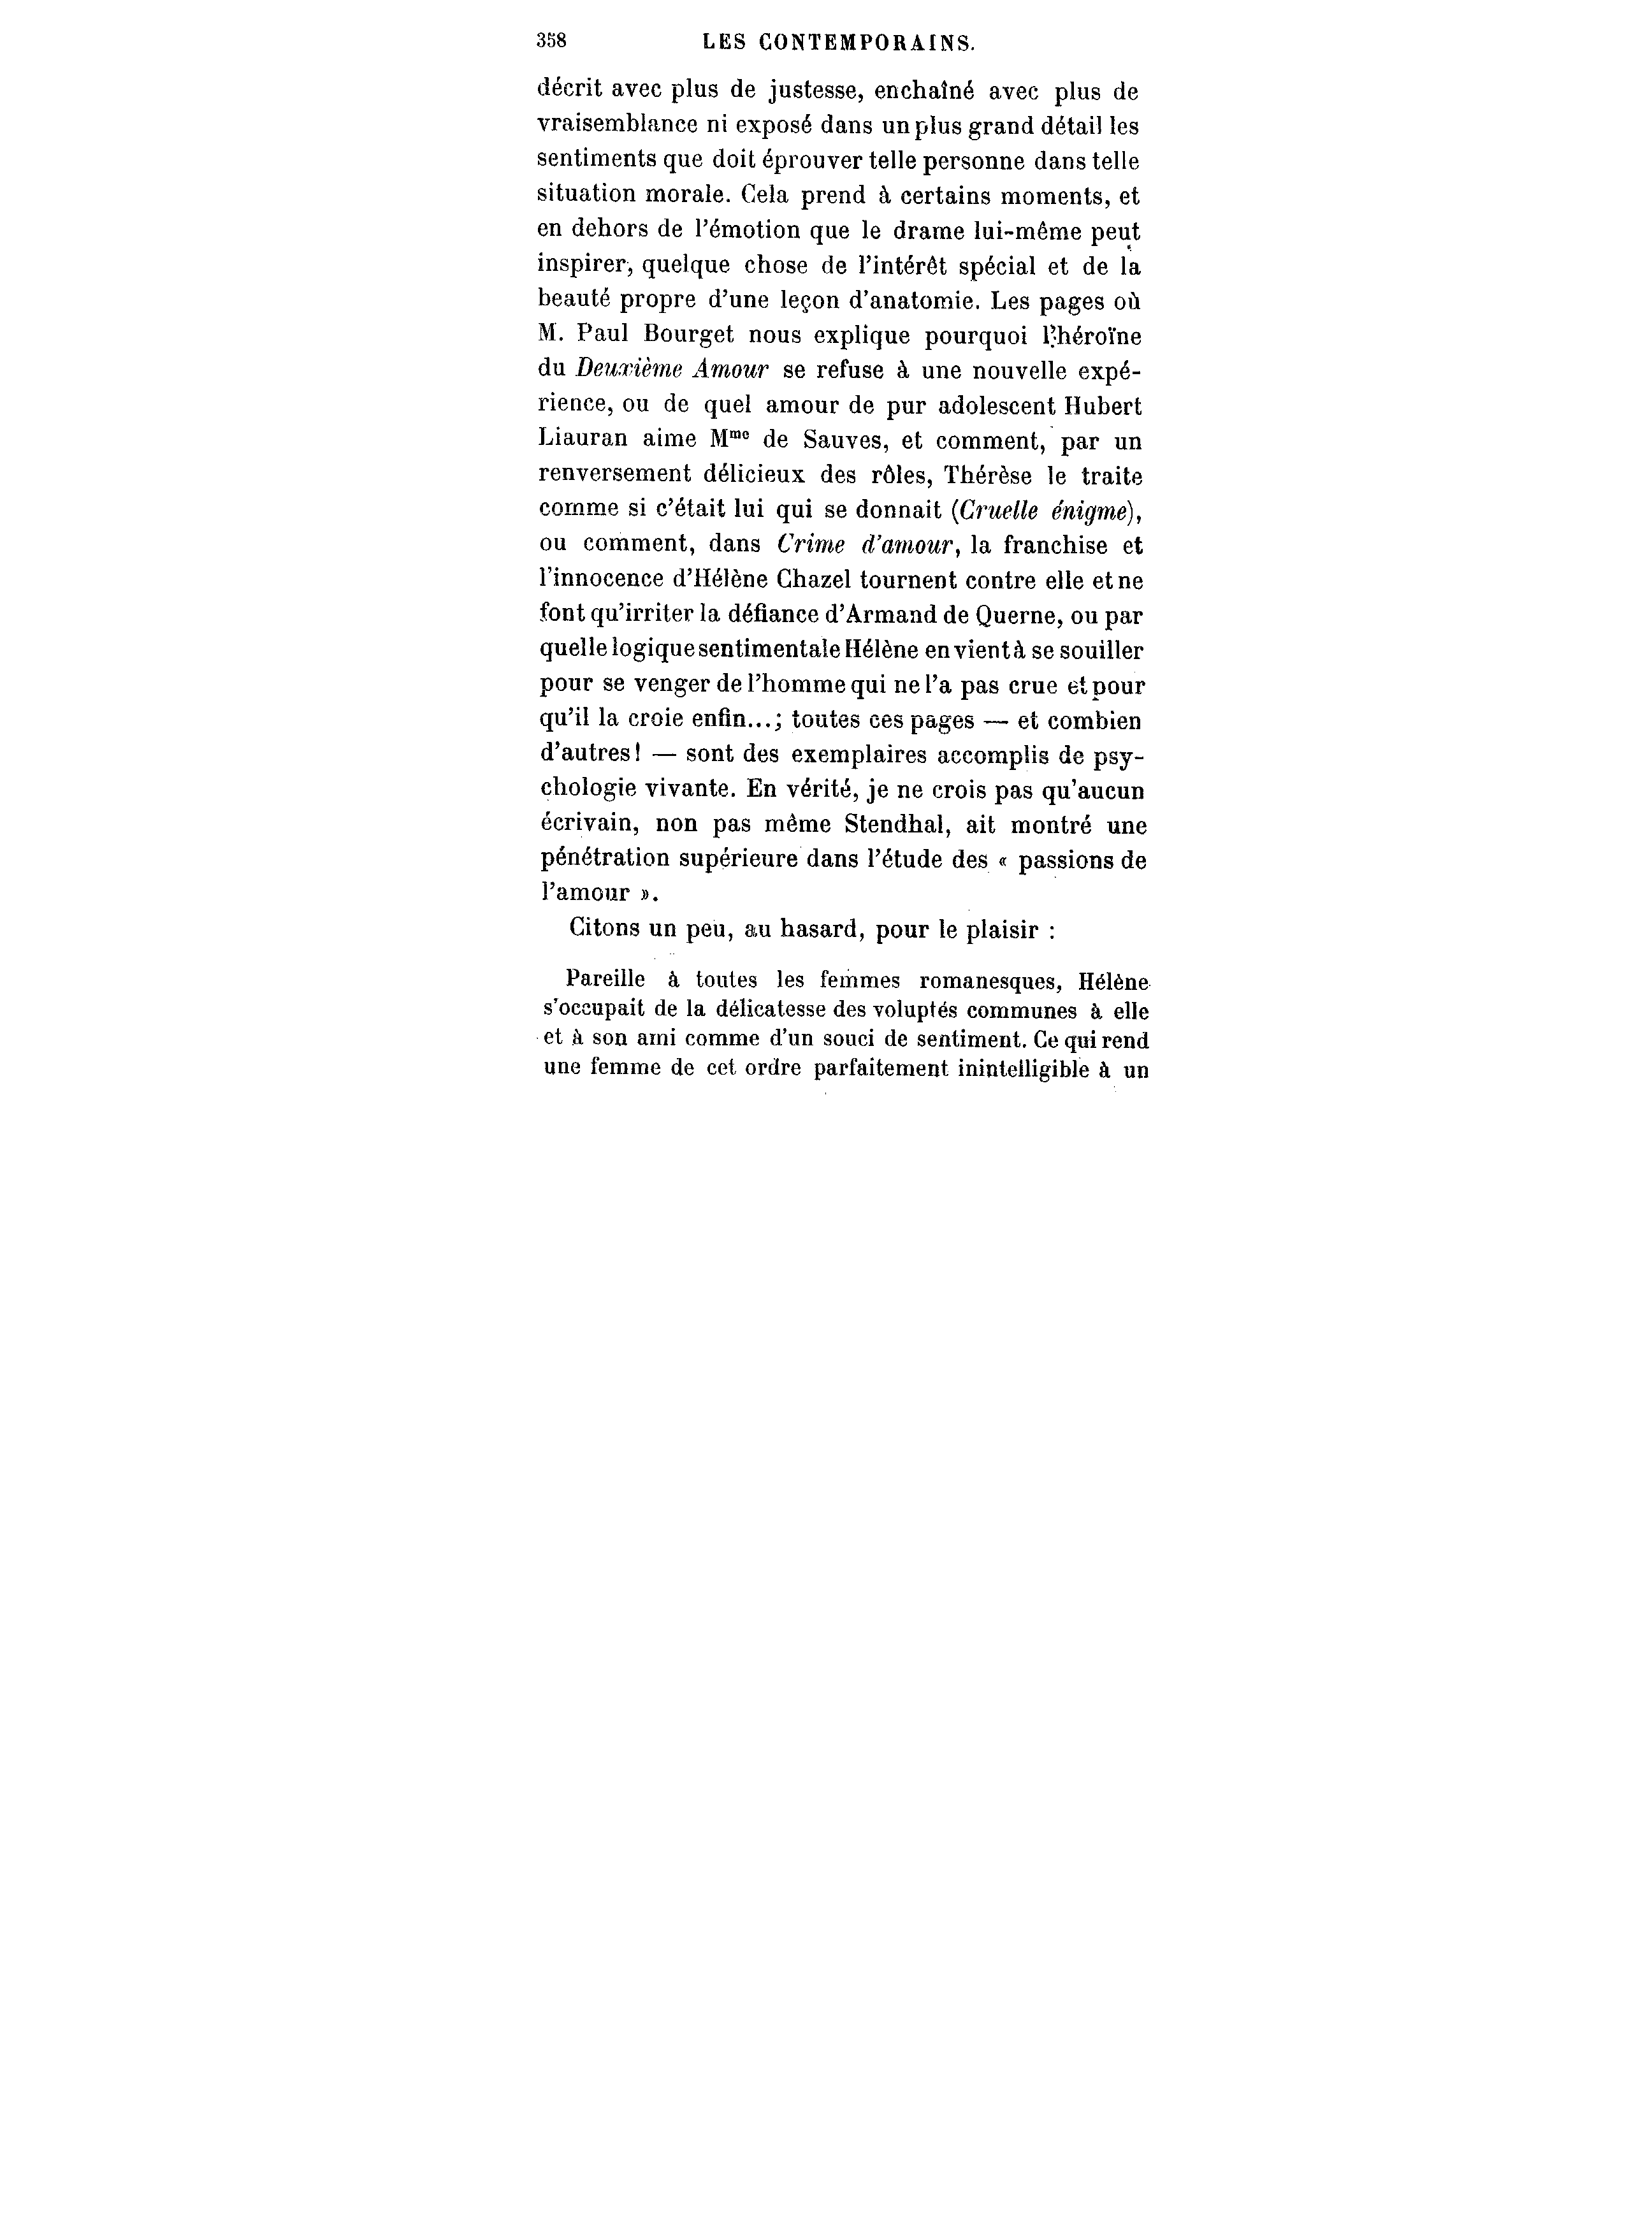 358 LES CONTEMPORAINS.
décrit avec plus de justesse, enchaîné avec plus de
vraisemblance ni exposé dans un plus grand détail les
sentiments que doit éprouver telle personne dans telle
situation morale. Cela prend à certains moments, et
en dehors de l'émotion que le drame lui-même peut
inspirer, quelque chose de l'intérêt spécial et de la
beauté propre d'une leçon d'anatomie. Les pages où
M. Paul Bourget nous explique pourquoi l'héroïne
du Deuxième Amour se refuse à une nouvelle expé-
rience, ou de quel amour de pur adolescent Hubert
Liauran aime Mme de Sauves, et comment, par un
renversement délicieux des rôles, Thérèse le traite
comme si c'était lui qui se donnait (Cruelle énigme),
ou comment, dans Crime d'amour, la franchise et
l'innocence d'Hélène Chazel tournent contre elle et ne
font qu'irriter la défiance d'Armand de Querne, ou par
quelle logique sentimentale Hélène en vient à se souiller
pour se venger de l'homme qui ne l'a pas crue et pour
qu'il la croie enfin...; toutes ces pages — et combien
d'autres! — sont des exemplaires accomplis de psy-
chologie vivante. En vérité, je ne crois pas qu'aucun
écrivain, non pas même Stendhal, ait montré une
pénétration supérieure dans l'étude des « passions de
l'amour ».
Citons un peu, au hasard, pour le plaisir :
Pareille à toutes les femmes romanesques, Hélène
s'occupait de la délicatesse des voluptés communes à elle
et à son ami comme d'un souci de sentiment. Ce qui rend
une femme de cet ordre parfaitement inintelligible à un